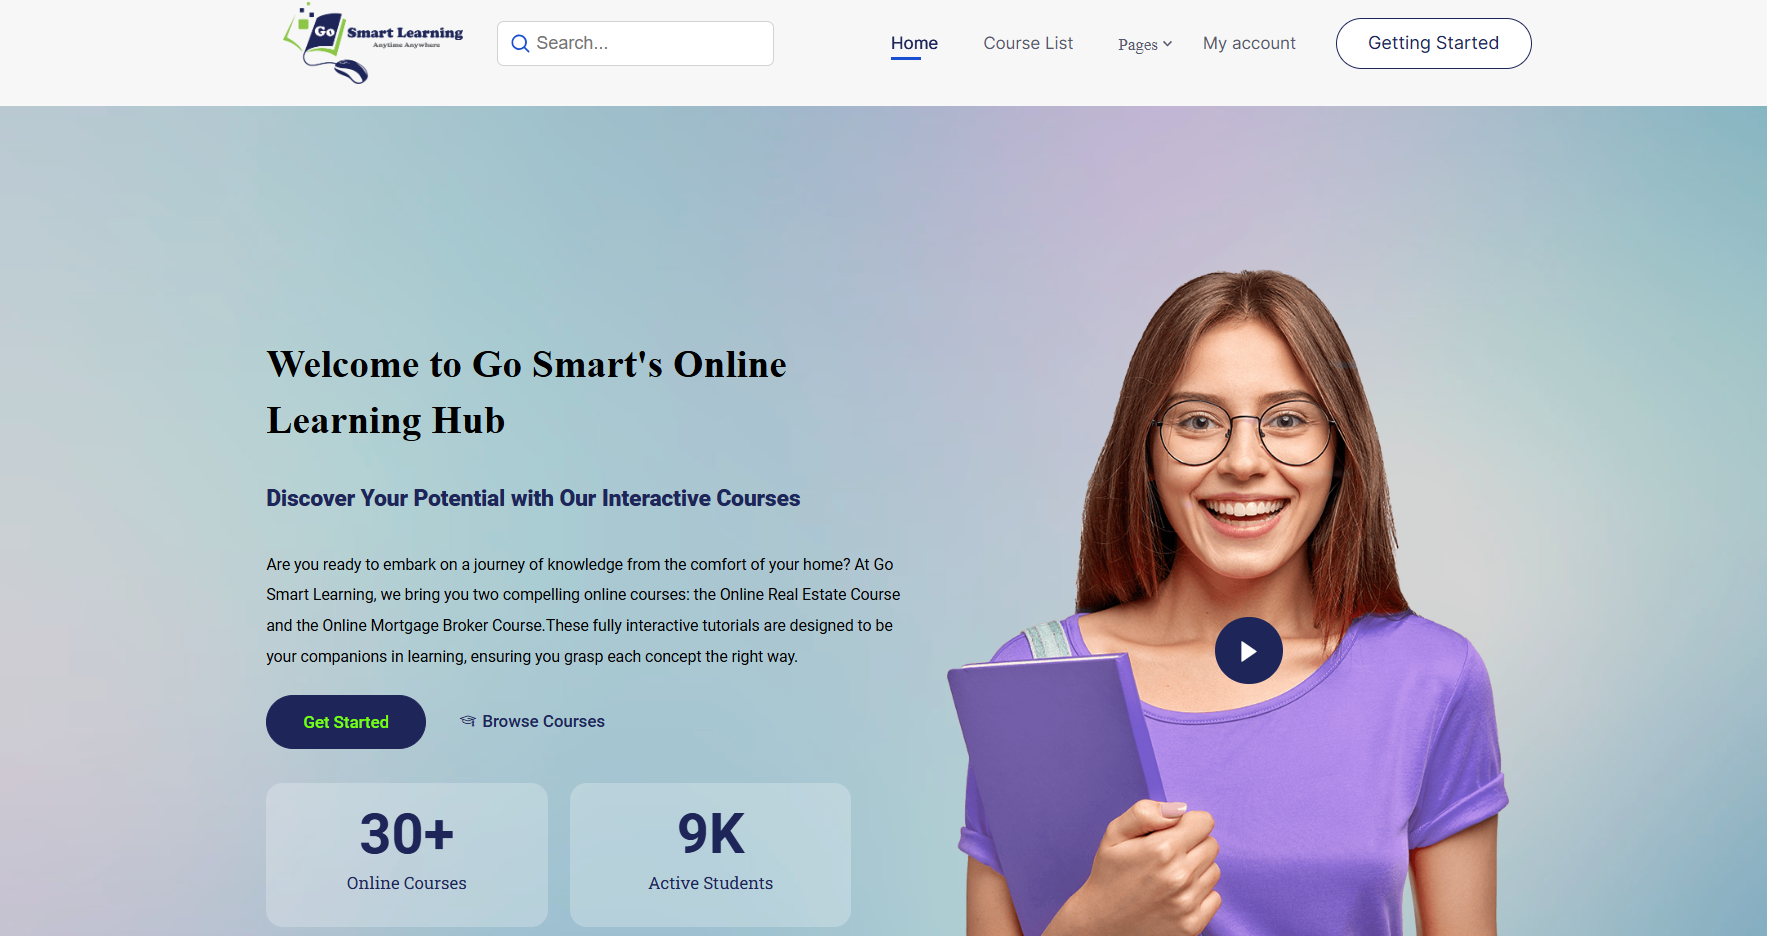 Go Smart Learning
Anytime Anywhere
Search...
Home
Course List
Pages
My account
Getting Started
Welcome to Go Smart's Online
Learning Hub
Discover Your Potential with Our Interactive Courses
Are you ready to embark on a journey of knowledge from the comfort of your home? At Go
Smart Learning, we bring you two compelling online courses: the Online Real Estate Course
and the Online Mortgage Broker Course.These fully interactive tutorials are designed to be
your companions in learning, ensuring you grasp each concept the right way.
Get Started
Browse Courses
30+
Online Courses
9K
Active Students